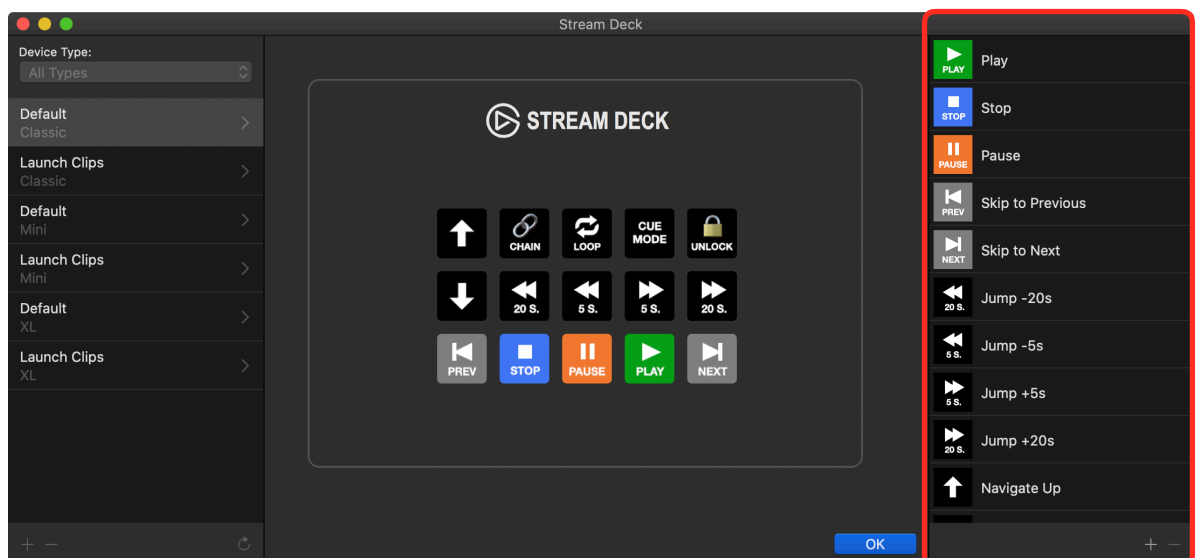 Stream Deck
Device Type:
All Types
Default
Classic
Launch Clips
Classic
Default
Mini
Launch Clips
Mini
Default
XL
Launch Clips
XL
STREAM DECK
CHAIN
LOOP
CUE
MODE
UNLOCK
20 S.
5 S.
5 S.
20 S.
PREV
STOP
PAUSE
PLAY
NEXT
OK
PLAY Play
STOP Stop
PAUSE Pause
PREV Skip to Previous
NEXT Skip to Next
20 S. Jump -20s
5 S. Jump -5s
5 S. Jump +5s
20 S. Jump +20s
Navigate Up